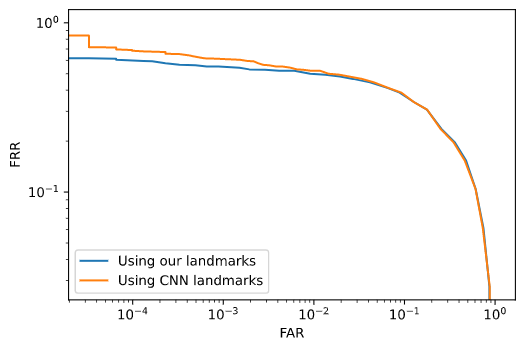 10⁰
10⁻¹
FRR
Using our landmarks
Using CNN landmarks
10⁻⁴ 10⁻³ 10⁻² 10⁻¹ 10⁰
FAR